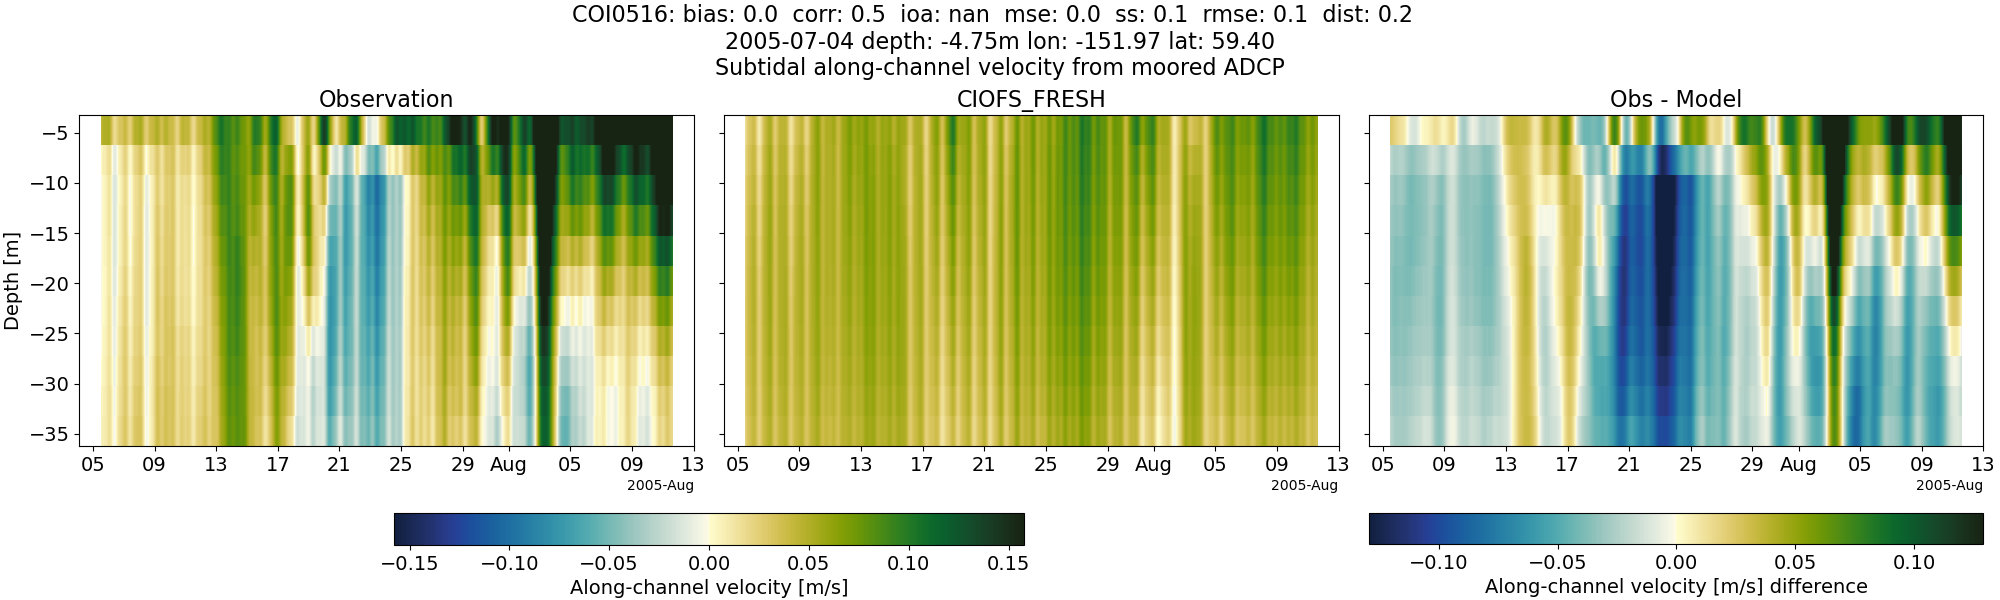 COI0516: bias: 0.0 corr: 0.5 ioa: nan mse: 0.0 ss: 0.1 rmse: 0.1 dist: 0.2
2005-07-04 depth: -4.75m lon: -151.97 lat: 59.40
Subtidal along-channel velocity from moored ADCP
Observation
CIOFS_FRESH
Obs - Model
Depth [m]
−5
−10
−15
−20
−25
−30
−35
05 09 13 17 21 25 29 Aug 05 09 13
2005-Aug
05 09 13 17 21 25 29 Aug 05 09 13
2005-Aug
05 09 13 17 21 25 29 Aug 05 09 13
2005-Aug
−0.15 −0.10 −0.05 0.00 0.05 0.10 0.15
Along-channel velocity [m/s]
−0.10 −0.05 0.00 0.05 0.10
Along-channel velocity [m/s] difference